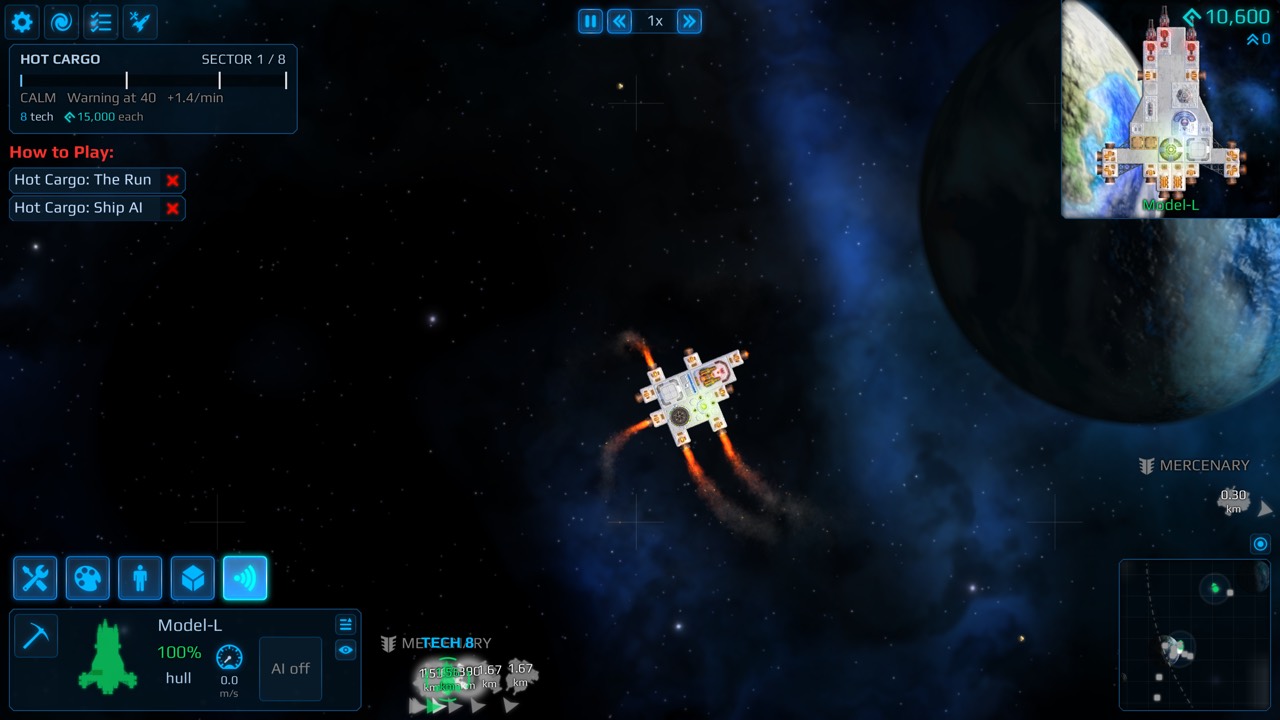 1x
10,600
0
HOT CARGO SECTOR 1 / 8
CALM Warning at 40 +1.4/min
8 tech 15,000 each
How to Play:
Hot Cargo: The Run
Hot Cargo: Ship AI
Model-L
MERCENARY
0.30
km
Model-L
100%
hull
0.0
m/s
AI off
MERCENARY
TECH 8
1.67 1.67
km km km